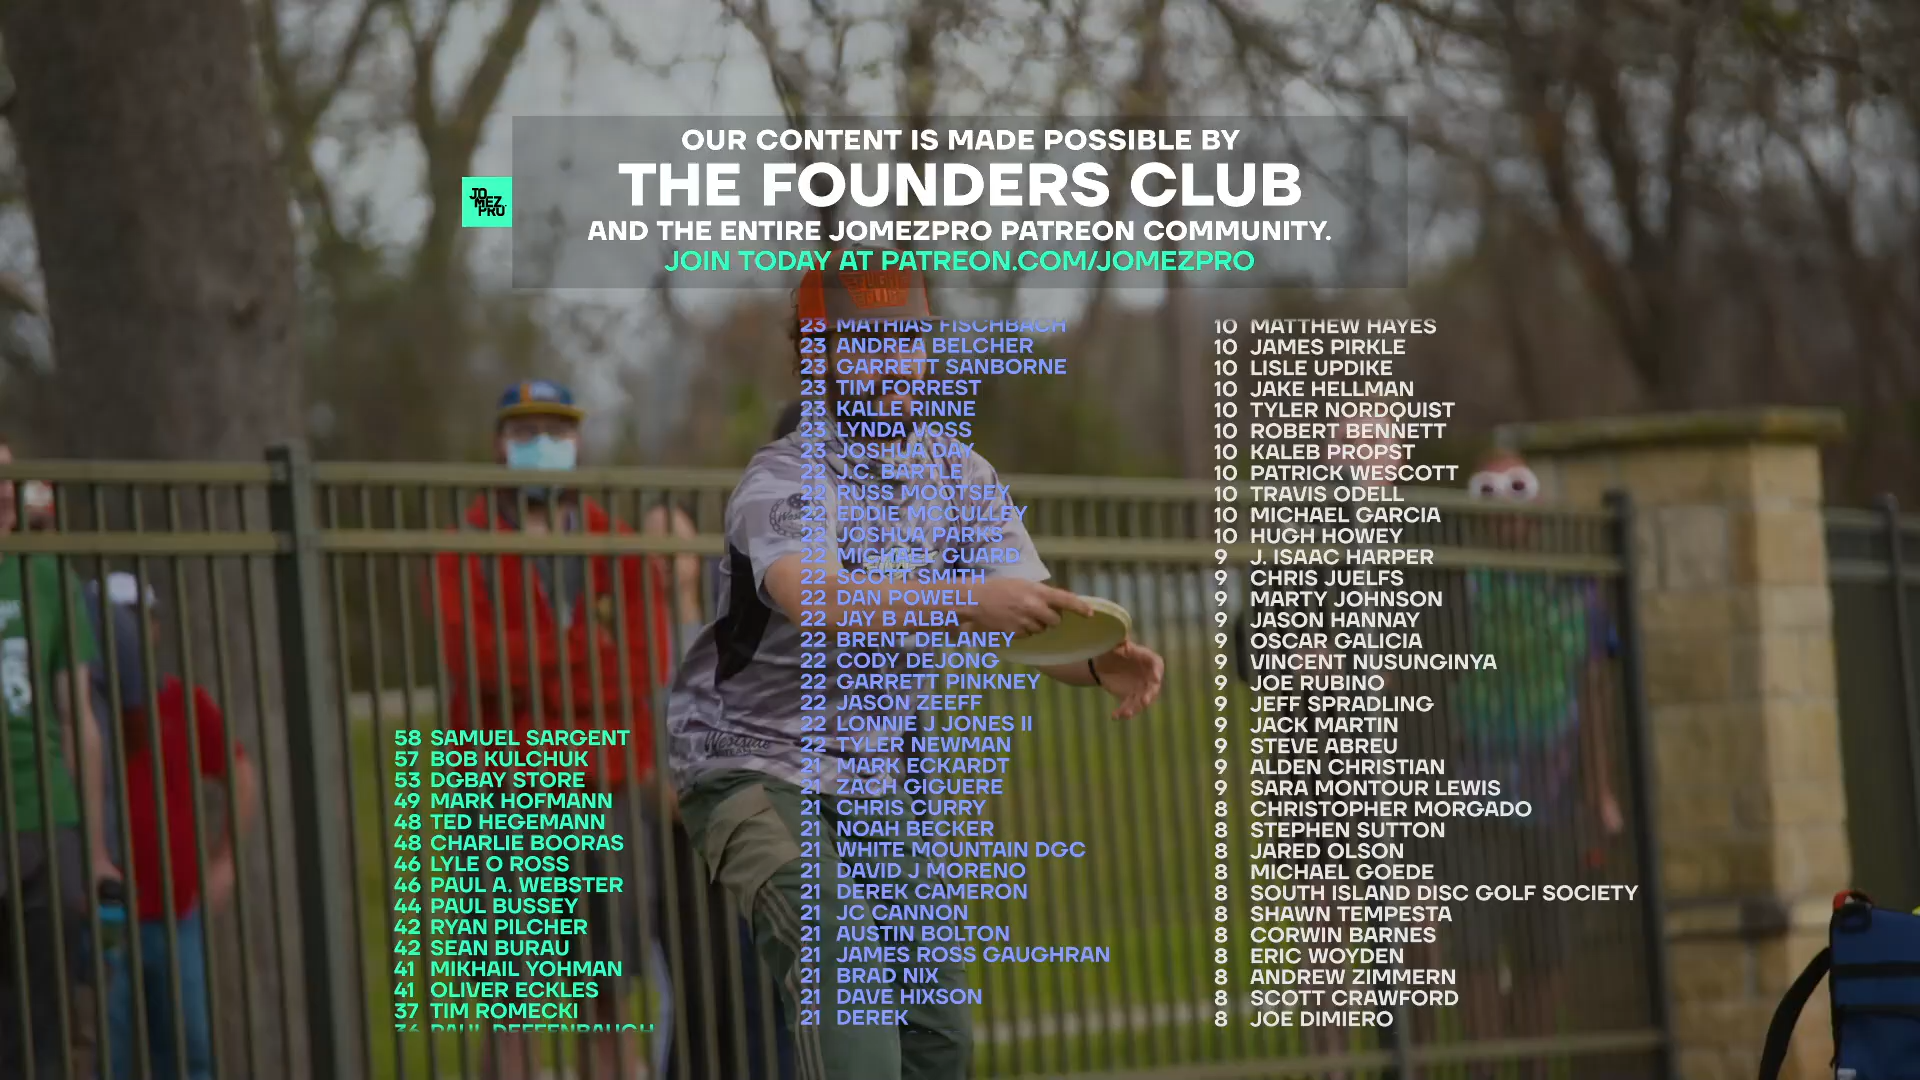 OUR CONTENT IS MADE POSSIBLE BY
THE FOUNDERS CLUB
AND THE ENTIRE JOMEZPRO PATREON COMMUNITY.
JOIN TODAY AT PATREON.COM/JOMEZPRO
JO
MEZ
PRO
58 SAMUEL SARGENT
57 BOB KULCHUK
53 DGBAY STORE
49 MARK HOFMANN
48 TED HEGEMANN
48 CHARLIE BOORAS
46 LYLE O ROSS
46 PAUL A. WEBSTER
44 PAUL BUSSEY
42 RYAN PILCHER
42 SEAN BURAU
41 MIKHAIL YOHMAN
41 OLIVER ECKLES
37 TIM ROMECKI
36 PAUL DEFFENBAUGH
23 MATHIAS FISCHBACH
23 ANDREA BELCHER
23 GARRETT SANBORNE
23 TIM FORREST
23 KALLE RINNE
23 LYNDA VOSS
23 JOSHUA DAY
22 J.C. BARTLE
22 RUSS MOOTSEY
22 EDDIE MCCULLEY
22 JOSHUA PARKS
22 MICHAEL GUARD
22 SCOTT SMITH
22 DAN POWELL
22 JAY B ALBA
22 BRENT DELANEY
22 CODY DEJONG
22 GARRETT PINKNEY
22 JASON ZEEFF
22 LONNIE J JONES II
22 TYLER NEWMAN
21 MARK ECKARDT
21 ZACH GIGUERE
21 CHRIS CURRY
21 NOAH BECKER
21 WHITE MOUNTAIN DGC
21 DAVID J MORENO
21 DEREK CAMERON
21 JC CANNON
21 AUSTIN BOLTON
21 JAMES ROSS GAUGHRAN
21 BRAD NIX
21 DAVE HIXSON
21 DEREK
10 MATTHEW HAYES
10 JAMES PIRKLE
10 LISLE UPDIKE
10 JAKE HELLMAN
10 TYLER NORDQUIST
10 ROBERT BENNETT
10 KALEB PROPST
10 PATRICK WESCOTT
10 TRAVIS ODELL
10 MICHAEL GARCIA
10 HUGH HOWEY
9 J. ISAAC HARPER
9 CHRIS JUELFS
9 MARTY JOHNSON
9 JASON HANNAY
9 OSCAR GALICIA
9 VINCENT NUSUNGINYA
9 JOE RUBINO
9 JEFF SPRADLING
9 JACK MARTIN
9 STEVE ABREU
9 ALDEN CHRISTIAN
9 SARA MONTOUR LEWIS
8 CHRISTOPHER MORGADO
8 STEPHEN SUTTON
8 JARED OLSON
8 MICHAEL GOEDE
8 SOUTH ISLAND DISC GOLF SOCIETY
8 SHAWN TEMPESTA
8 CORWIN BARNES
8 ERIC WOYDEN
8 ANDREW ZIMMERN
8 SCOTT CRAWFORD
8 JOE DIMIERO
Westside